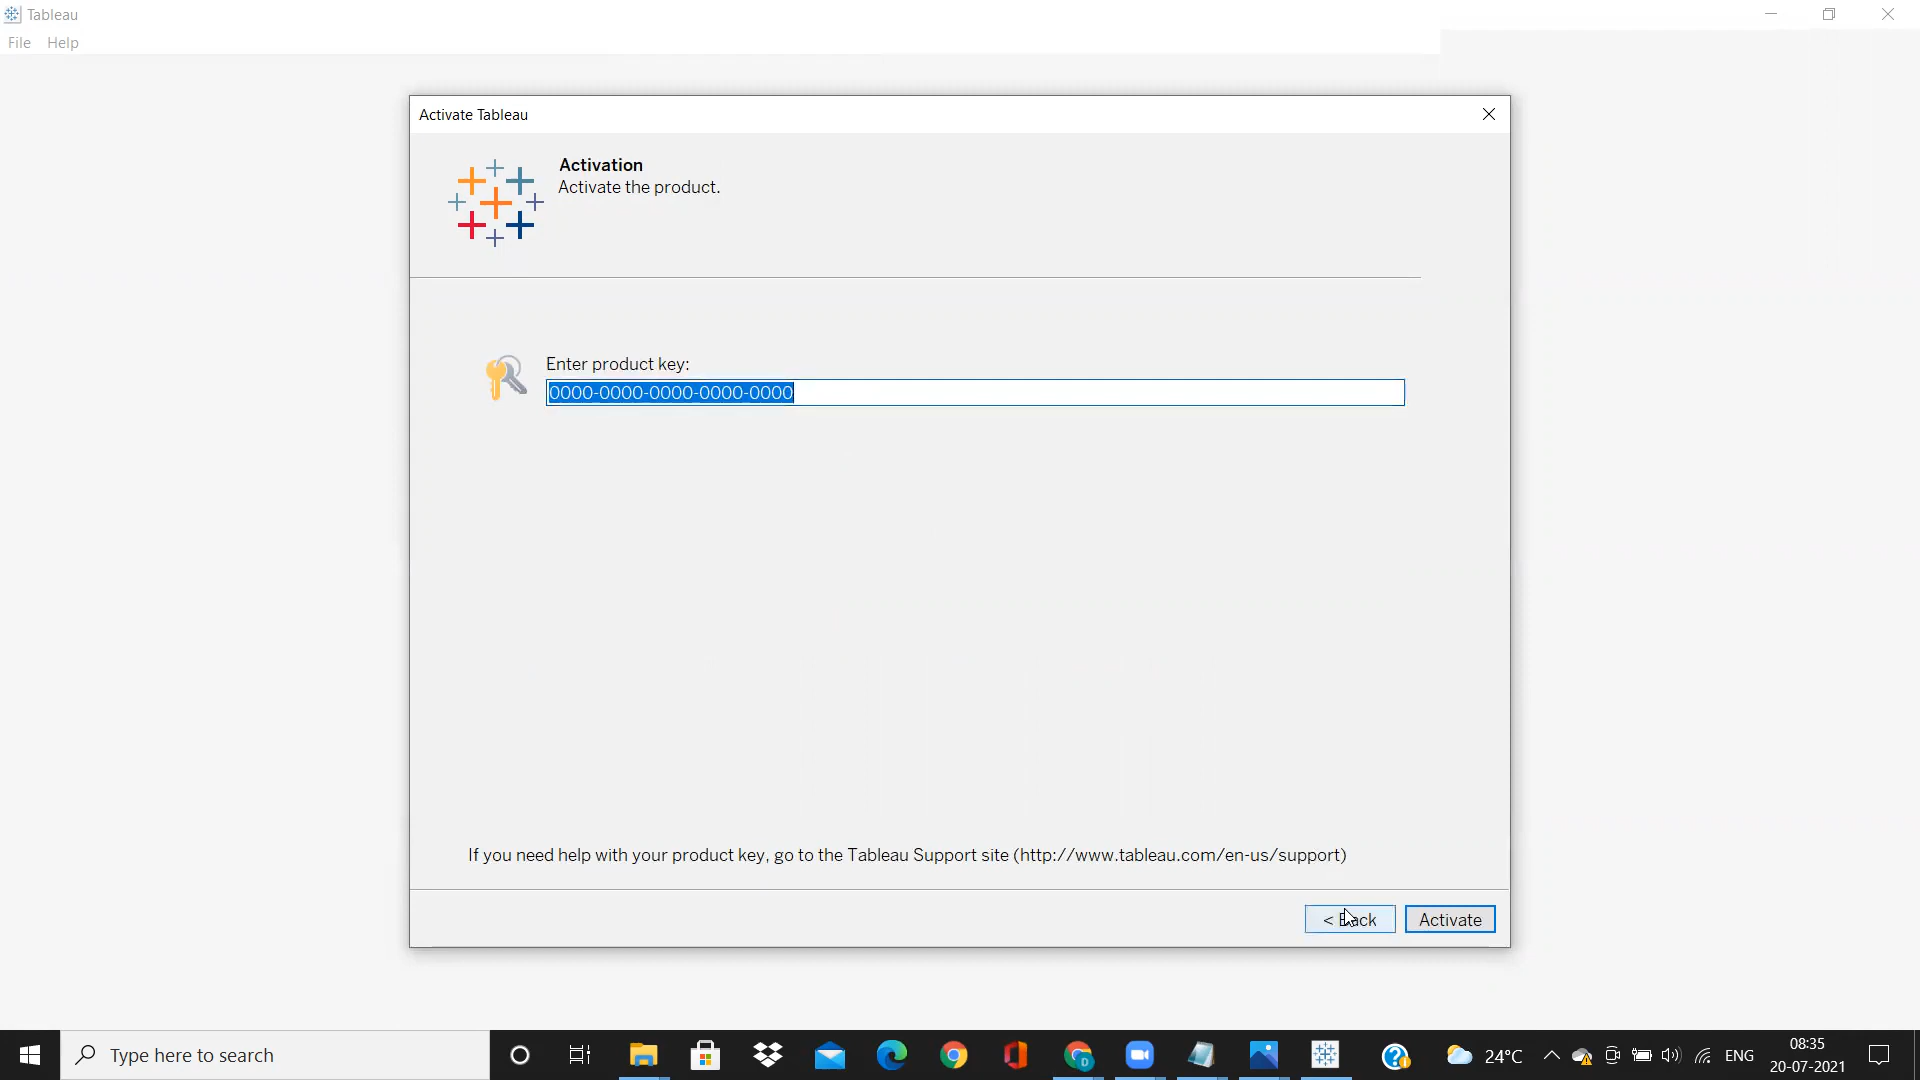 Tableau
File Help
Activate Tableau
Activation
Activate the product.
Enter product key:
0000-0000-0000-0000-0000
If you need help with your product key, go to the Tableau Support site (http://www.tableau.com/en-us/support)
< Back Activate
Type here to search
24°C
ENG
08:35
20-07-2021